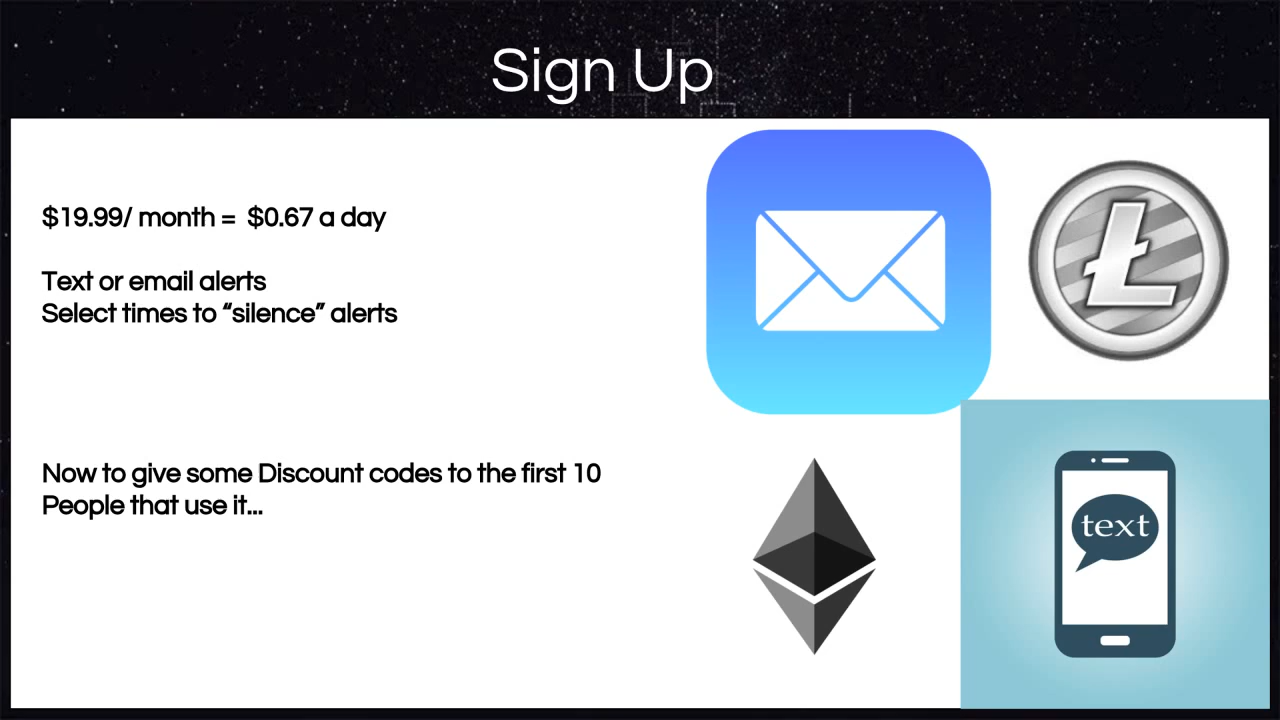 Sign Up
$19.99/ month =  $0.67 a day
Text or email alerts
Select times to “silence” alerts
Now to give some Discount codes to the first 10
People that use it...
text